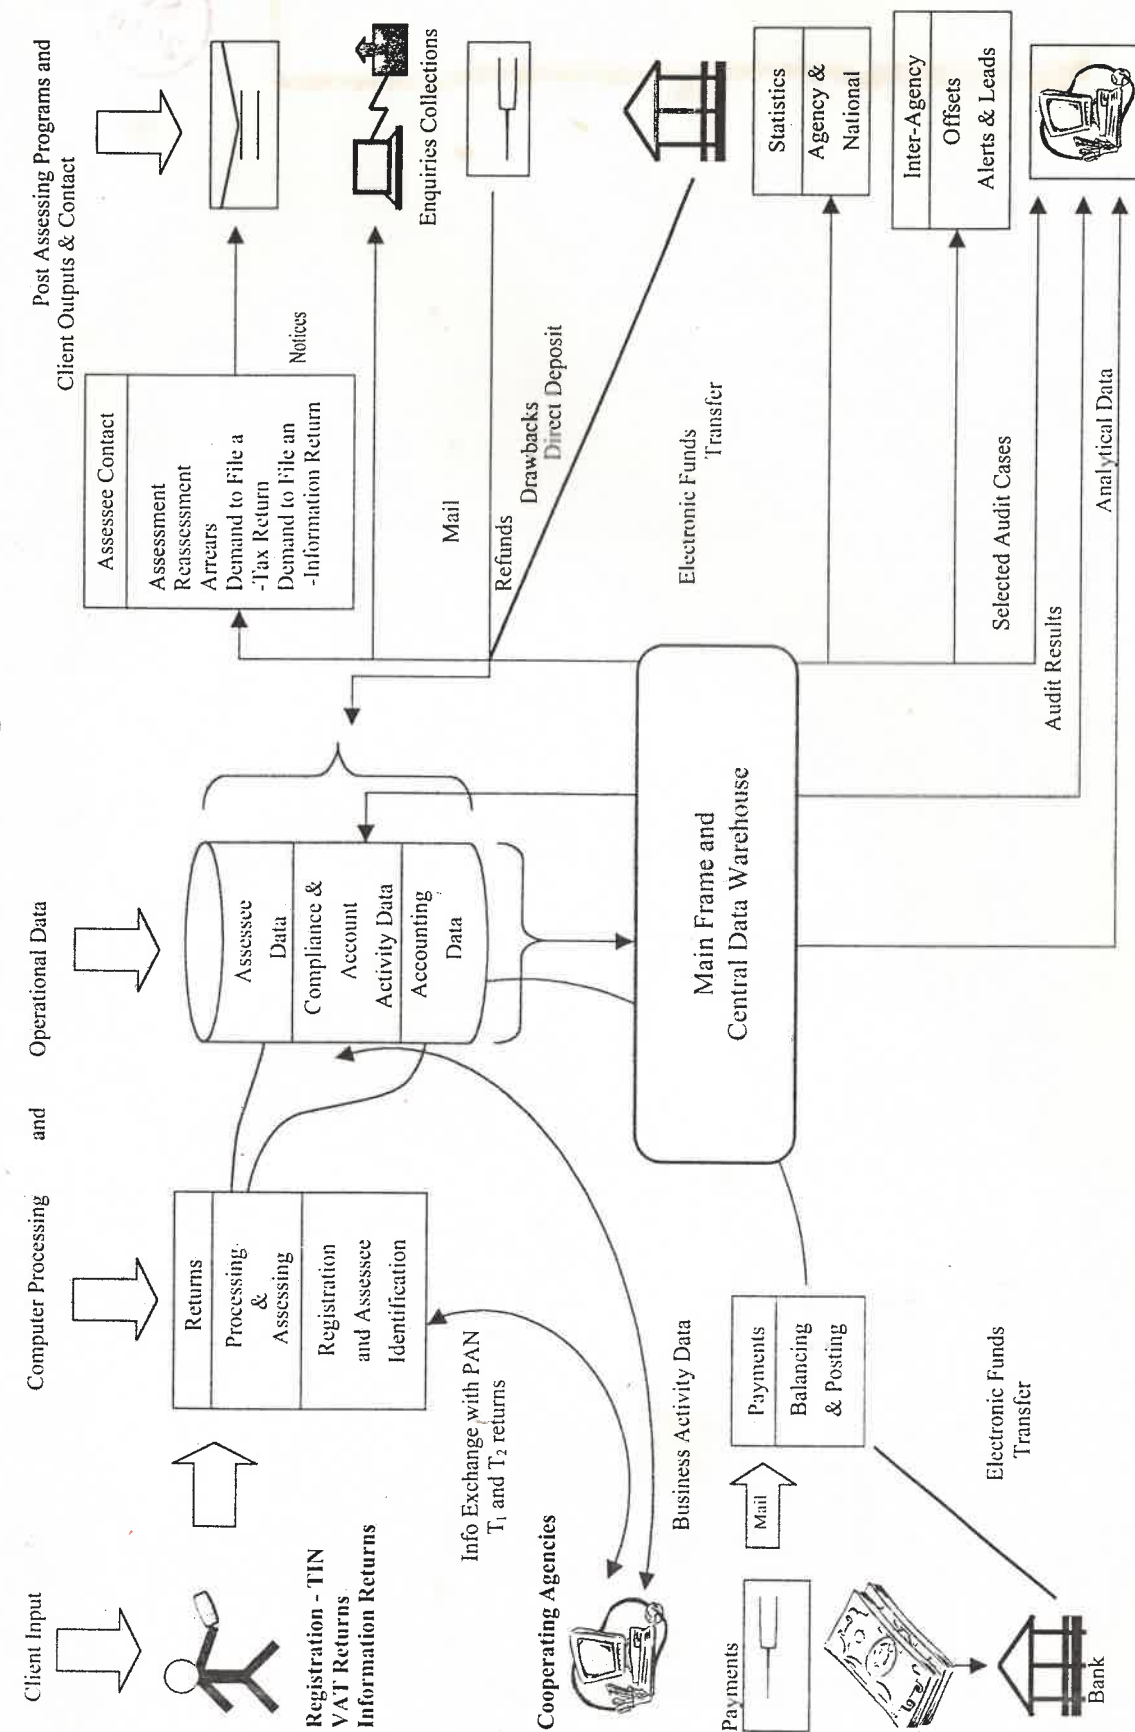 Client Input
Computer Processing and Operational Data
Post Assessing Programs and
Client Outputs & Contact
Registration - TIN
VAT Returns
Information Returns
Returns
Processing
&
Assessing
Registration
and Assessee
Identification
Assessee
Data
Compliance &
Account
Activity Data
Accounting
Data
Assessee Contact
Assessment
Reassessment
Arrears
Demand to File a
-Tax Return
Demand to File an
-Information Return
Notices
Enquiries Collections
Mail
Refunds
Drawbacks
Direct Deposit
Electronic Funds
Transfer
Info Exchange with PAN
T1 and T2 returns
Cooperating Agencies
Business Activity Data
Main Frame and
Central Data Warehouse
Statistics
Agency &
National
Inter-Agency
Offsets
Alerts & Leads
Selected Audit Cases
Audit Results
Analytical Data
Payments
Mail
Payments
Balancing
& Posting
Electronic Funds
Transfer
Bank